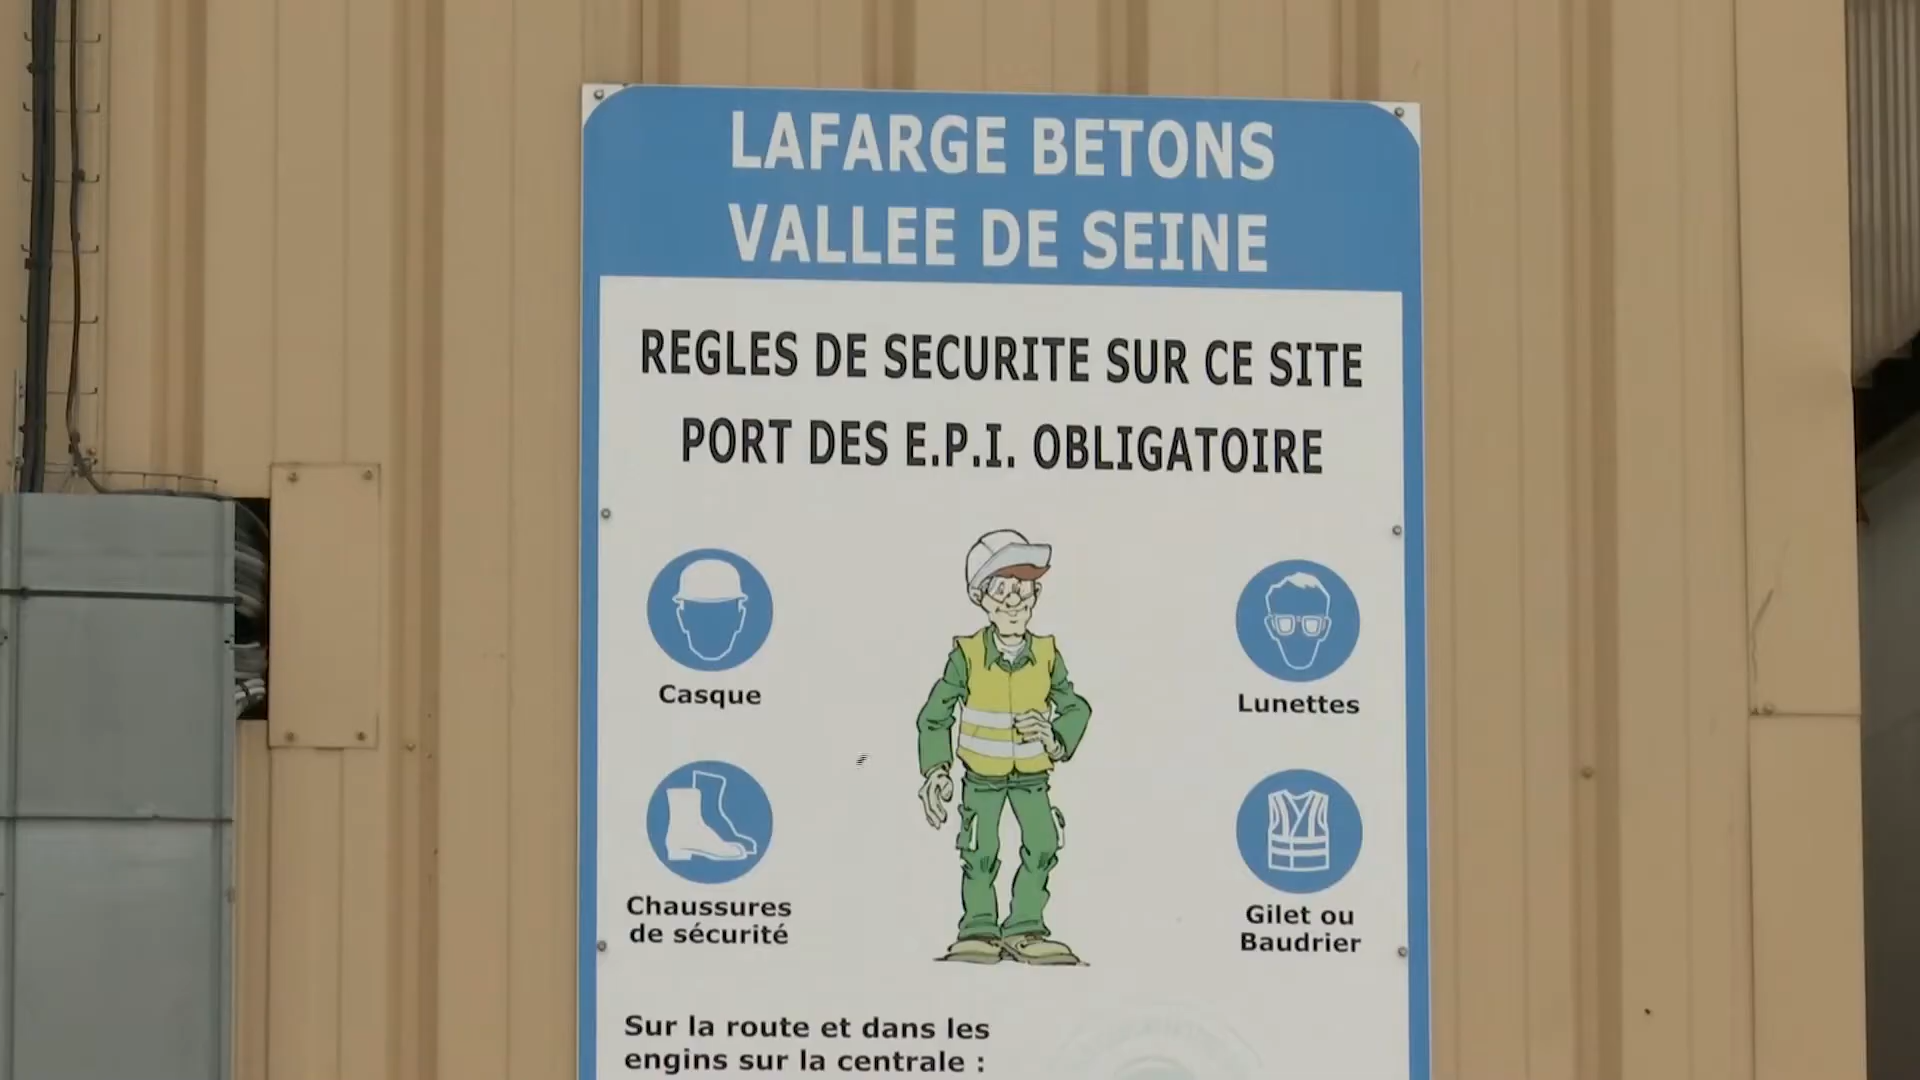 LAFARGE BETONS
VALLEE DE SEINE
REGLES DE SECURITE SUR CE SITE
PORT DES E.P.I. OBLIGATOIRE
Casque
Lunettes
Chaussures
de sécurité
Gilet ou
Baudrier
Sur la route et dans les
engins sur la centrale :